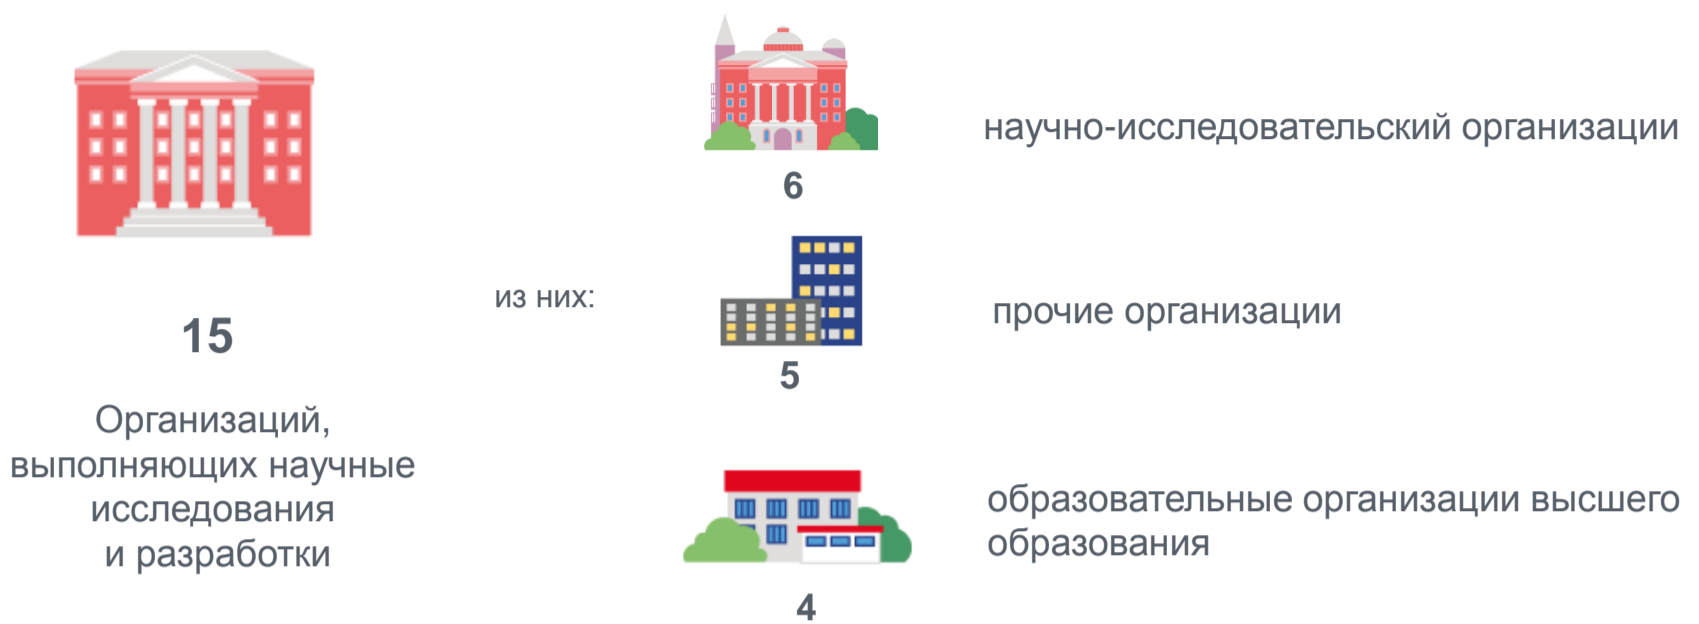 15
Организаций,
выполняющих научные
исследования
и разработки
из них:
6
научно-исследовательский организации
5
прочие организации
4
образовательные организации высшего
образования